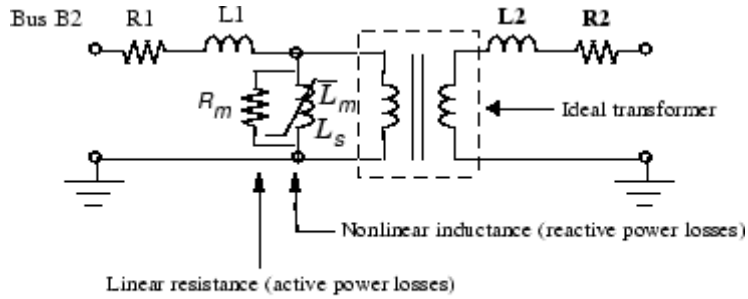 Bus B2
R1
L1
L2
R2
Rm
Lm
Ls
Ideal transformer
Nonlinear inductance (reactive power losses)
Linear resistance (active power losses)